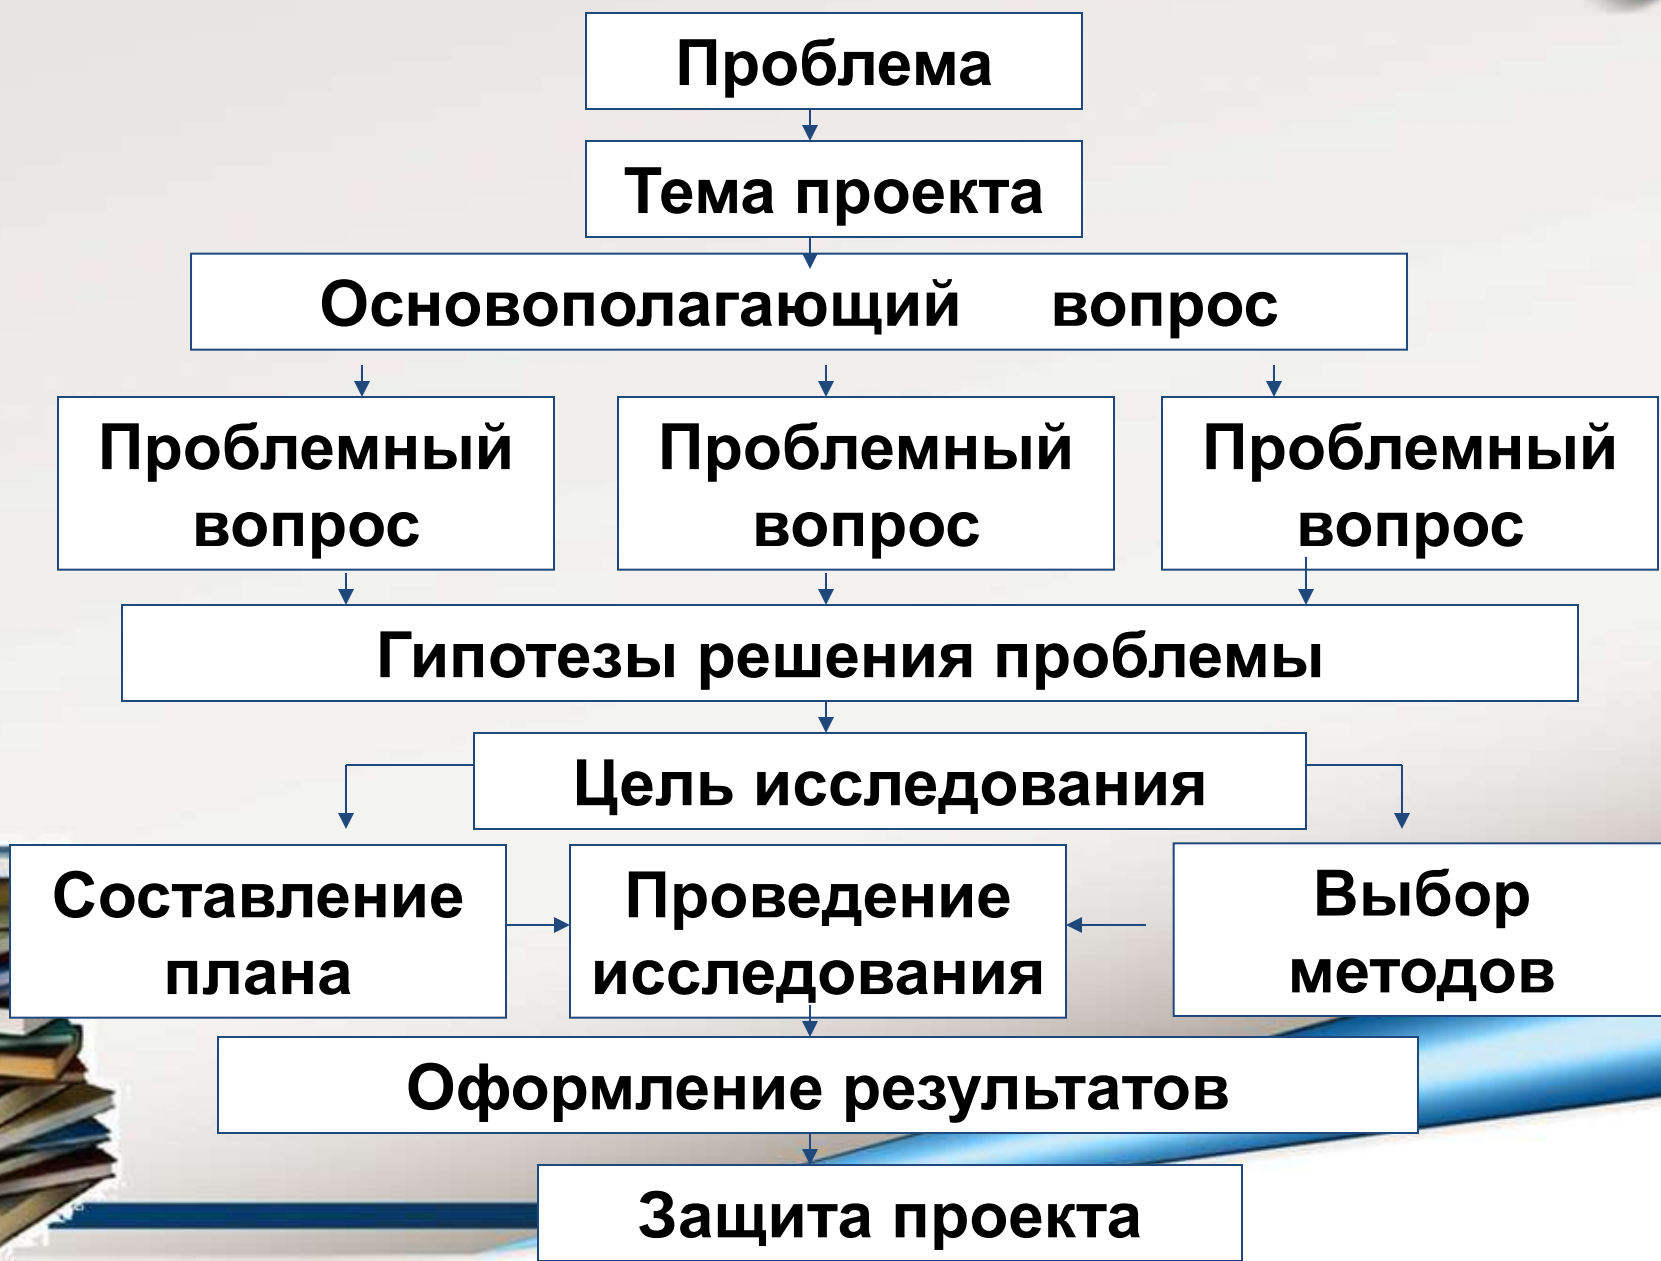 Проблема
Тема проекта
Основополагающий вопрос
Проблемный
вопрос
Проблемный
вопрос
Проблемный
вопрос
Гипотезы решения проблемы
Цель исследования
Составление
плана
Проведение
исследования
Выбор
методов
Оформление результатов
Защита проекта